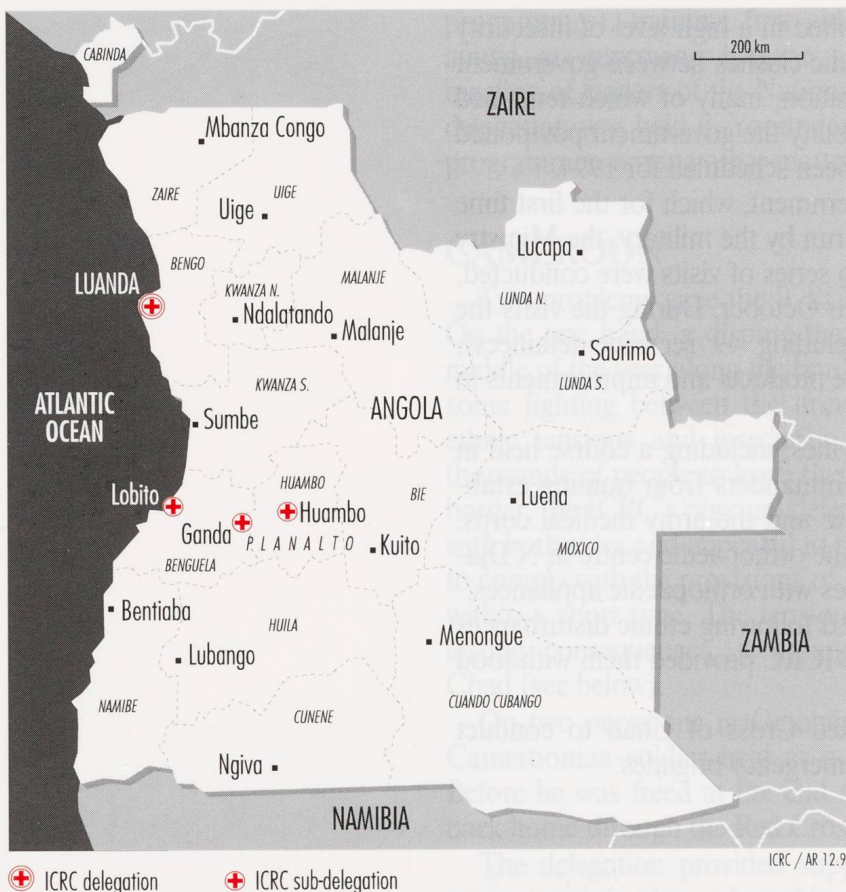 CABINDA
200 km
ZAIRE
Mbanza Congo
ZAIRE
UIGE
Uige
Lucapa
BENGO
LUANDA
KWANZA N.
MALANJE
LUNDA N.
Ndalatando
Malanje
Saurimo
KWANZA S.
LUNDA S.
ATLANTIC
OCEAN
ANGOLA
Sumbe
HUAMBO
BIE
Lobito
Luena
Huambo
Ganda
PLANALTO
Kuito
MOXICO
BENGUELA
Bentiaba
HUILA
Menongue
ZAMBIA
Lubango
NAMIBE
CUANDO CUBANGO
CUNENE
Ngiva
NAMIBIA
ICRC / AR 12.9
ICRC delegation
ICRC sub-delegation